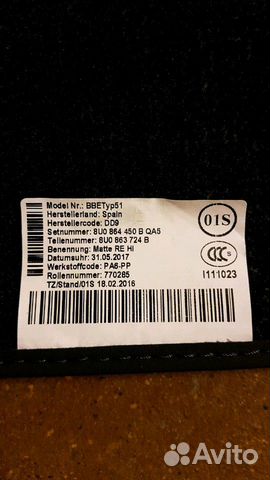 Model Nr.: BBETyp51
Herstellerland: Spain
Herstellercode: DD9
Setnummer: 8U0 864 450 B QA5
Teilenummer: 8U0 863 724 B
Benennung: Matte RE HI
Datumsuhr: 31.05.2017
Werkstoffcode: PA6-PP
Rollennummer: 770285
TZ/Stand/01S 18.02.2016
01S
CCC S
I111023
Avito